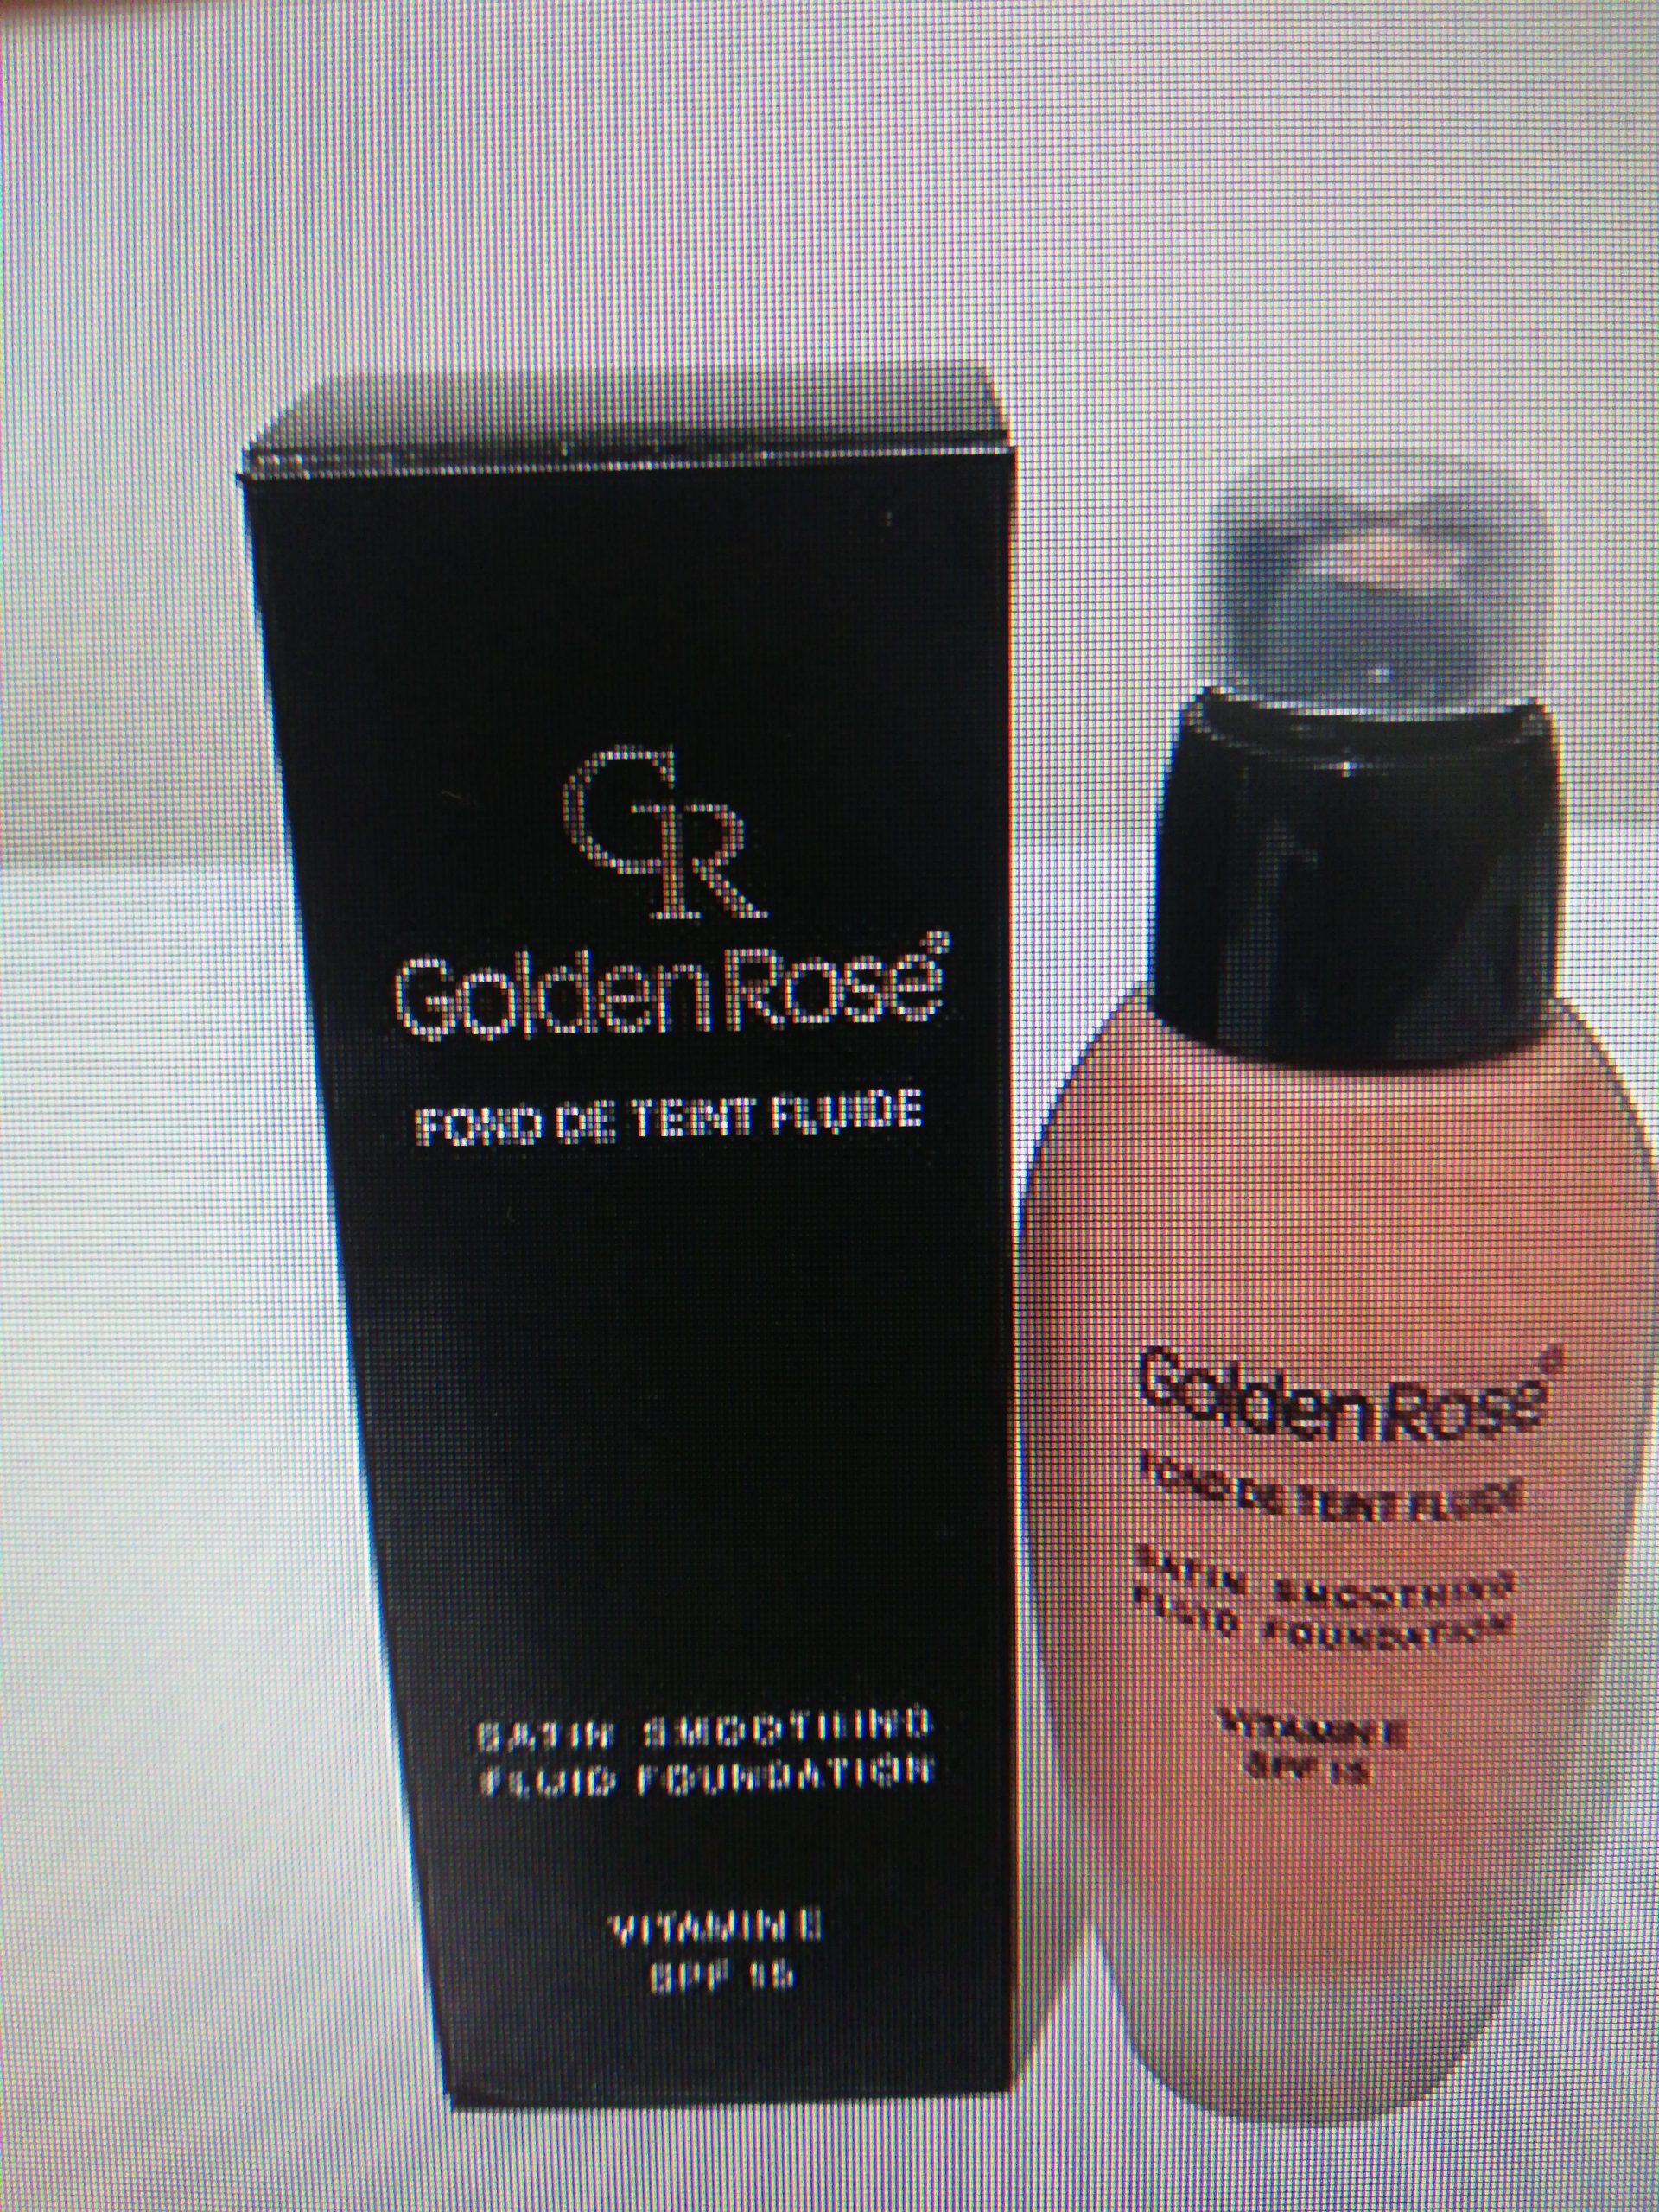 GR
Golden Rose®
FOND DE TEINT FLUIDE
SATIN SMOOTHING
FLUID FOUNDATION
VITAMIN E
SPF 15
Golden Rose®
FOND DE TEINT FLUIDE
SATIN SMOOTHING
FLUID FOUNDATION
VITAMIN E
SPF 15